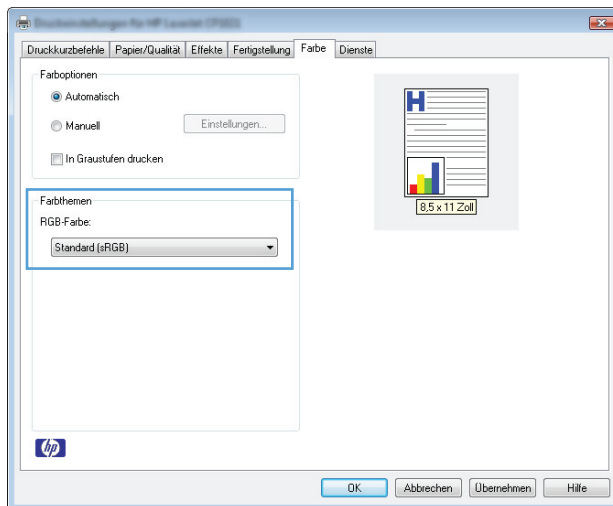 Druckkurzbefehle Papier/Qualität Effekte Fertigstellung Farbe Dienste
Farboptionen
Automatisch
Manuell Einstellungen...
In Graustufen drucken
H
8,5 x 11 Zoll
Farbthemen
RGB-Farbe:
Standard (sRGB)
hp
OK Abbrechen Übernehmen Hilfe